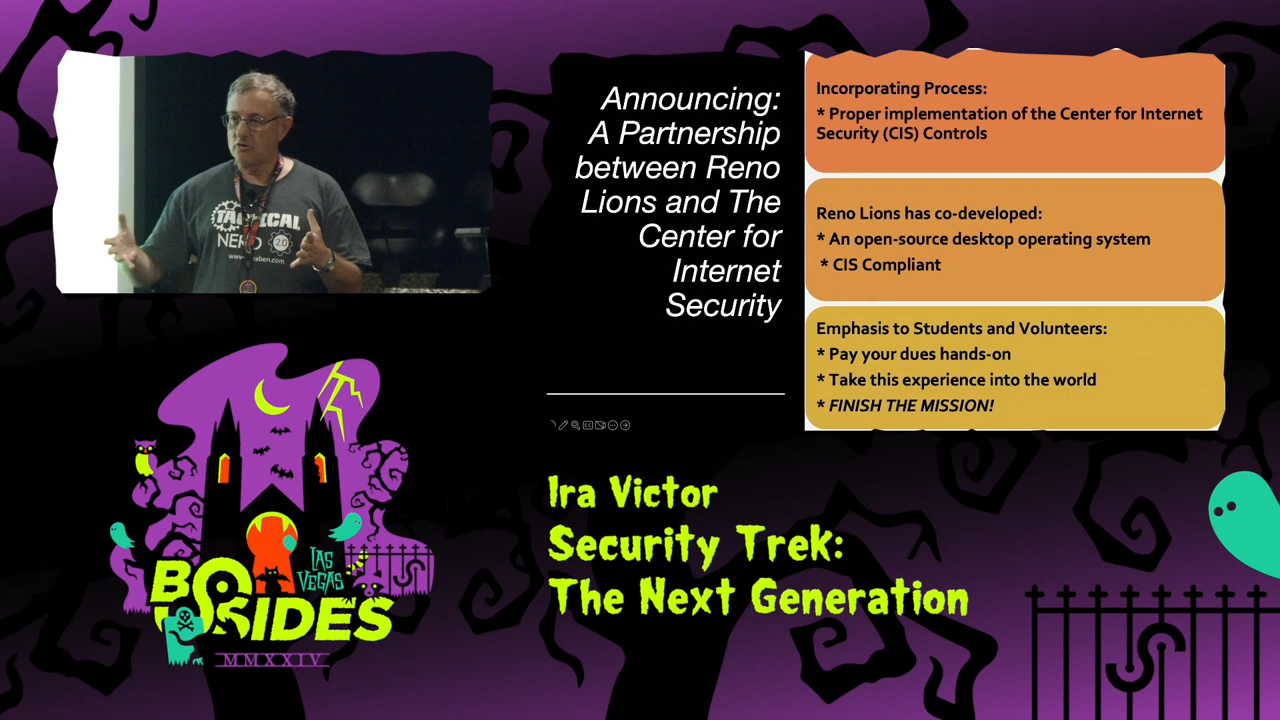 TACTICAL
NERD 2.0
Announcing:
A Partnership
between Reno
Lions and The
Center for
Internet
Security
Incorporating Process:
* Proper implementation of the Center for Internet
Security (CIS) Controls
Reno Lions has co-developed:
* An open-source desktop operating system
* CIS Compliant
Emphasis to Students and Volunteers:
* Pay your dues hands-on
* Take this experience into the world
* FINISH THE MISSION!
Ira Victor
Security Trek:
The Next Generation
LAS
VEGAS
BSIDES
MMXXIV